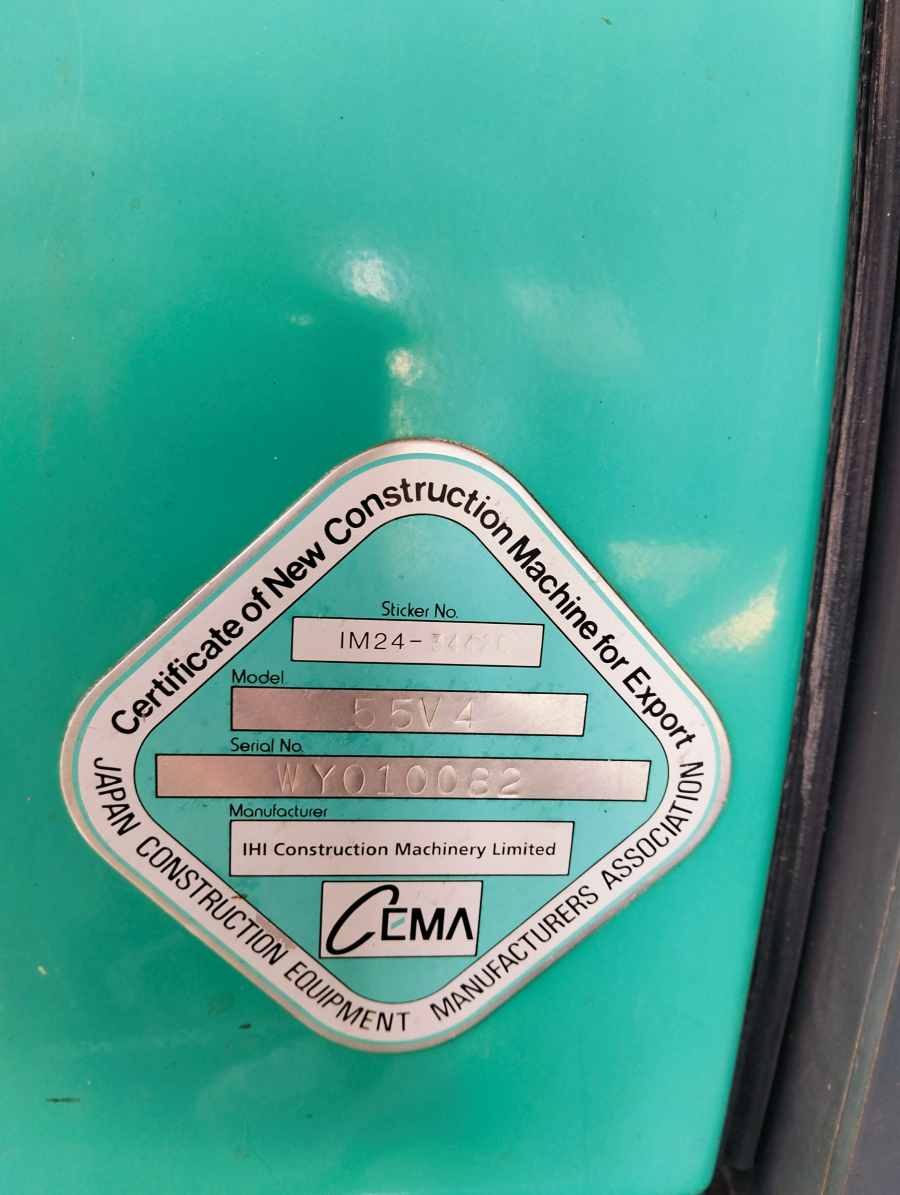 Certificate of New Construction Machine for Export
Sticker No.
IM24-
Model
55V4
Serial No.
WY010082
Manufacturer
IHI Construction Machinery Limited
CEMA
JAPAN CONSTRUCTION EQUIPMENT MANUFACTURERS ASSOCIATION